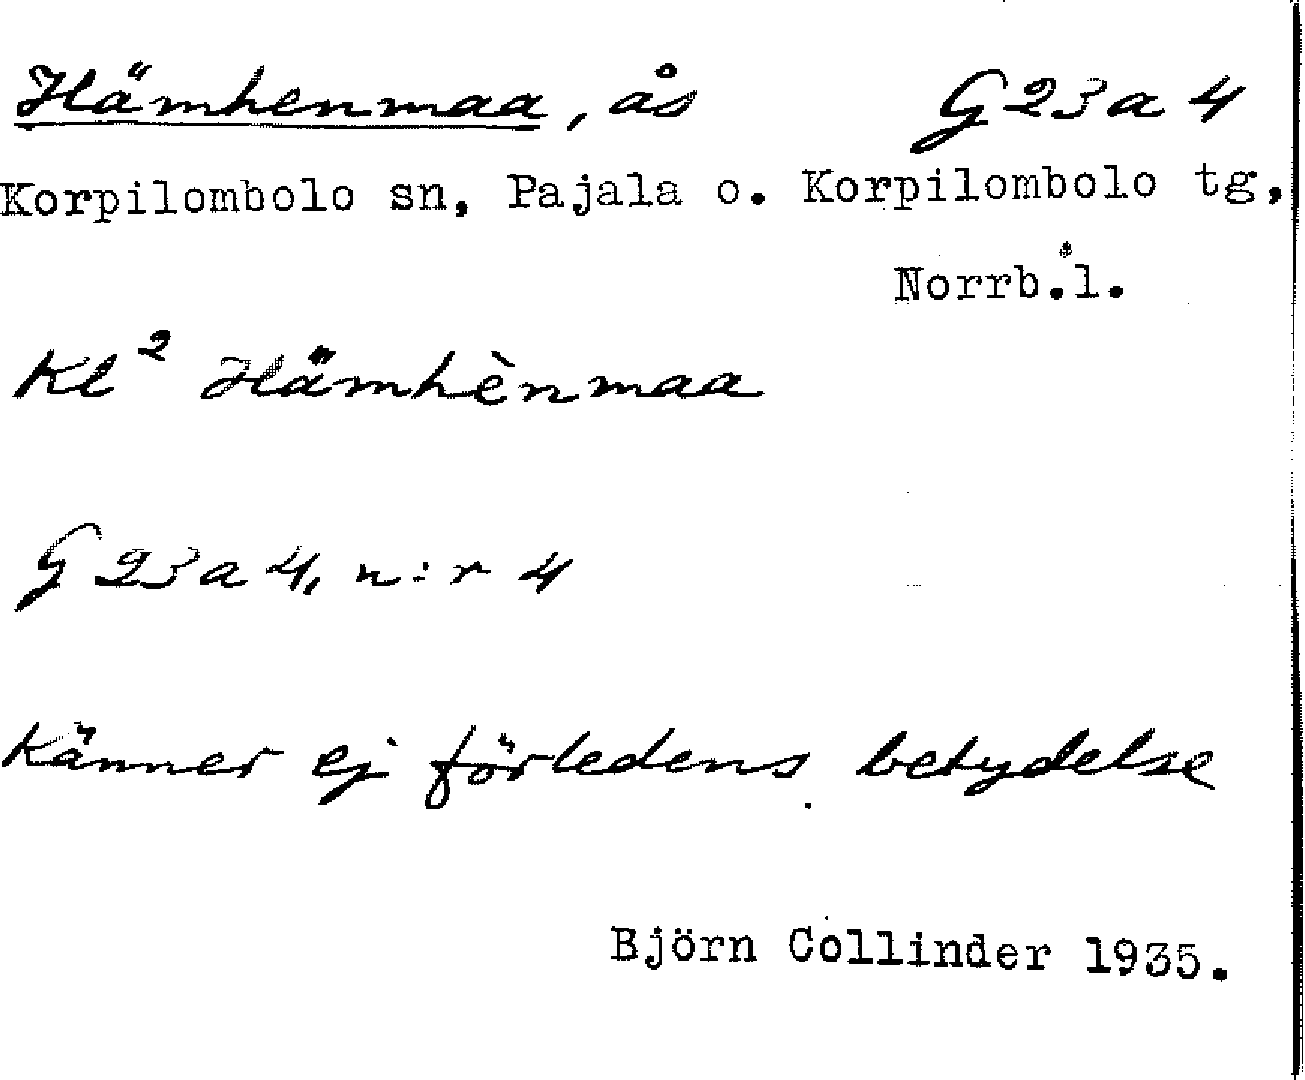 Hämhenmaa, ås G23a4
Korpilombolo sn, Pajala o. Korpilombolo tg,
Norrb.l.
Kl² Hämhènmaa
G23a4, n:r 4
Känner ej förledens betydelse
Björn Collinder 1935.